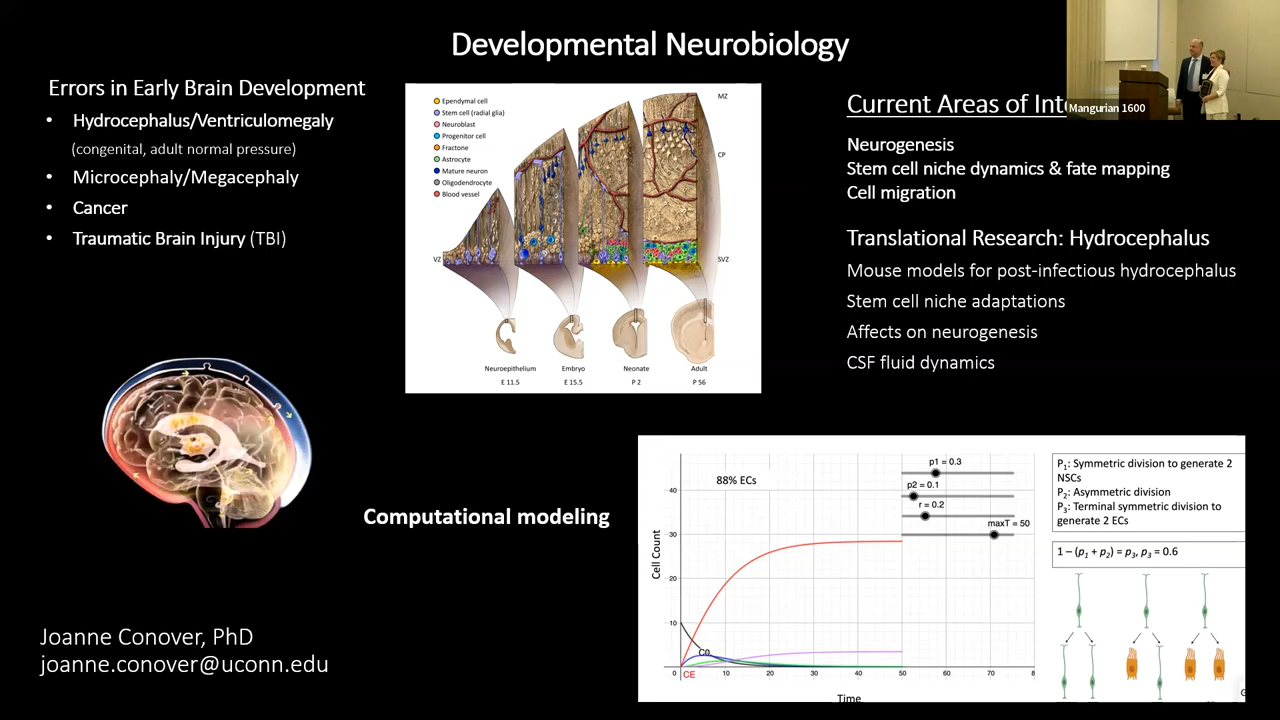 Developmental Neurobiology
Errors in Early Brain Development
• Hydrocephalus/Ventriculomegaly
(congenital, adult normal pressure)
• Microcephaly/Megacephaly
• Cancer
• Traumatic Brain Injury (TBI)
Ependymal cell
Stem cell (radial glia)
Neuroblast
Progenitor cell
Fractone
Astrocyte
Mature neuron
Oligodendrocyte
Blood vessel
MZ
CP
VZ
SVZ
Neuroepithelium Embryo Neonate Adult
E 11.5 E 15.5 P 2 P 56
Mangurian 1600
Current Areas of Int
Neurogenesis
Stem cell niche dynamics & fate mapping
Cell migration
Translational Research: Hydrocephalus
Mouse models for post-infectious hydrocephalus
Stem cell niche adaptations
Affects on neurogenesis
CSF fluid dynamics
Computational modeling
88% ECs
p1 = 0.3
p2 = 0.1
r = 0.2
maxT = 50
Cell Count
40
30
20
10
C0
0 10 20 30 40 50 60 70 8
CE
Time
P1: Symmetric division to generate 2
NSCs
P2: Asymmetric division
P3: Terminal symmetric division to
generate 2 ECs
1 – (p1 + p2) = p3, p3 = 0.6
Joanne Conover, PhD
joanne.conover@uconn.edu